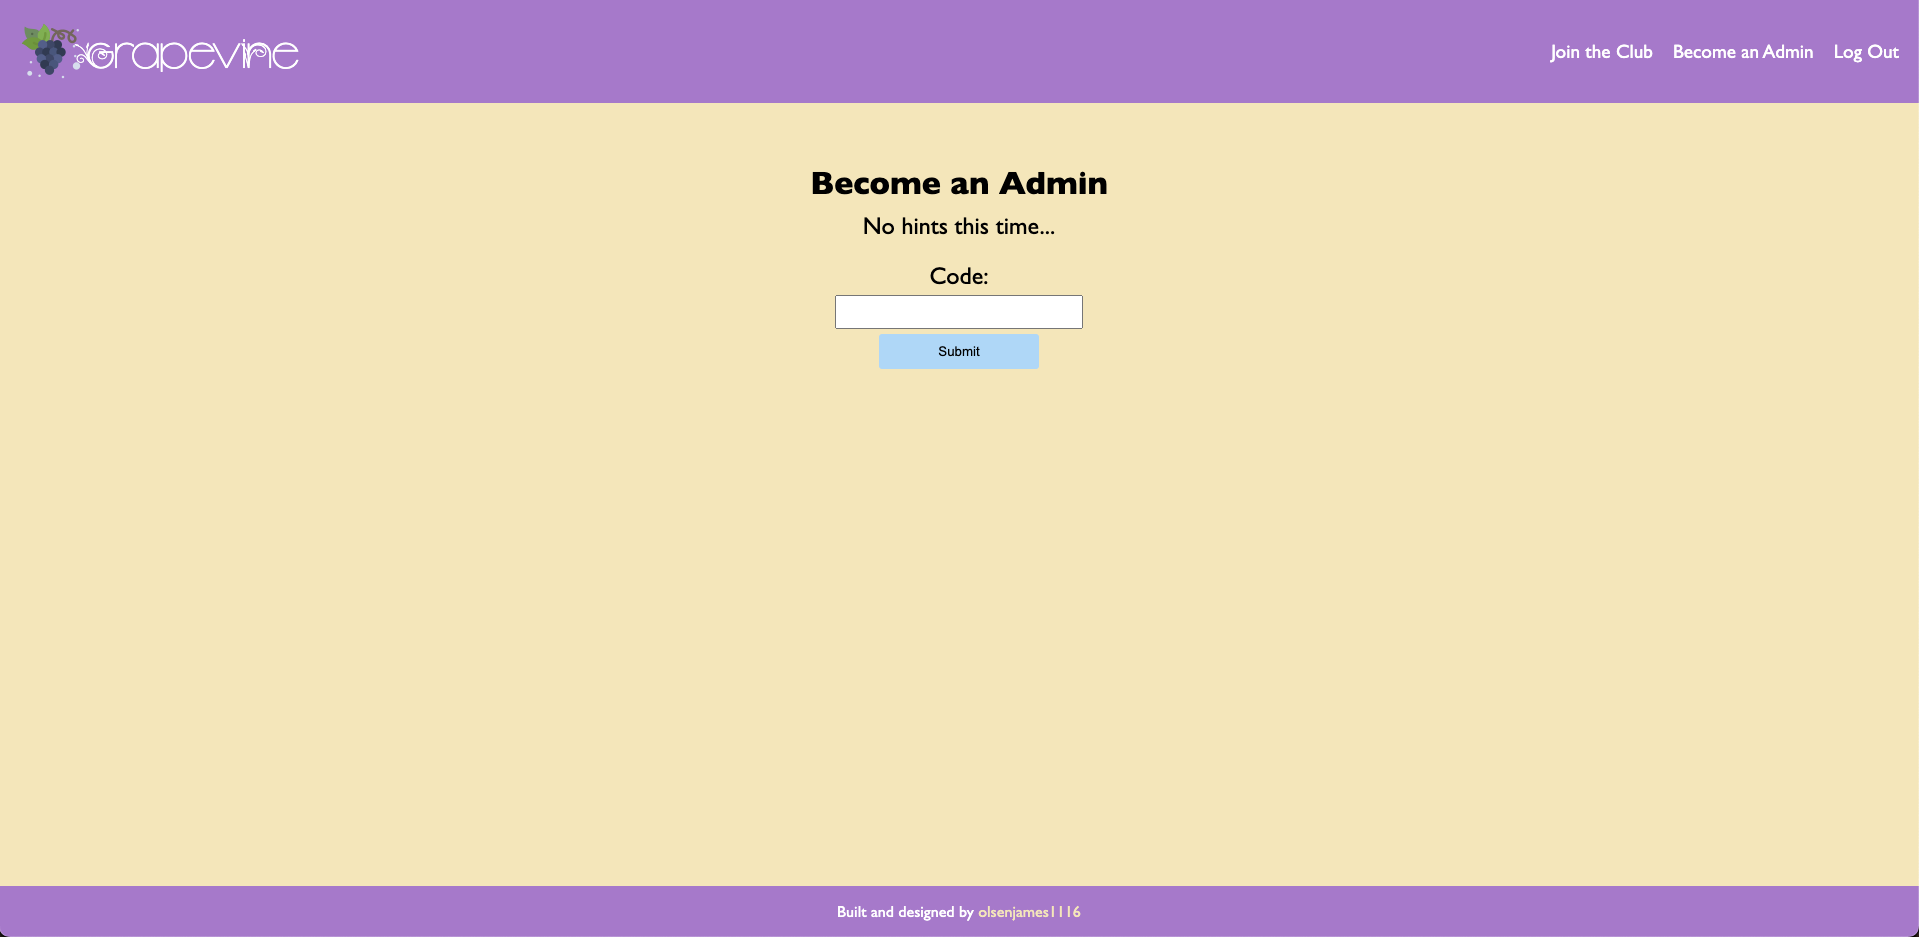 grapevine
Join the Club Become an Admin Log Out
Become an Admin
No hints this time...
Code:
Submit
Built and designed by olsenjames1116